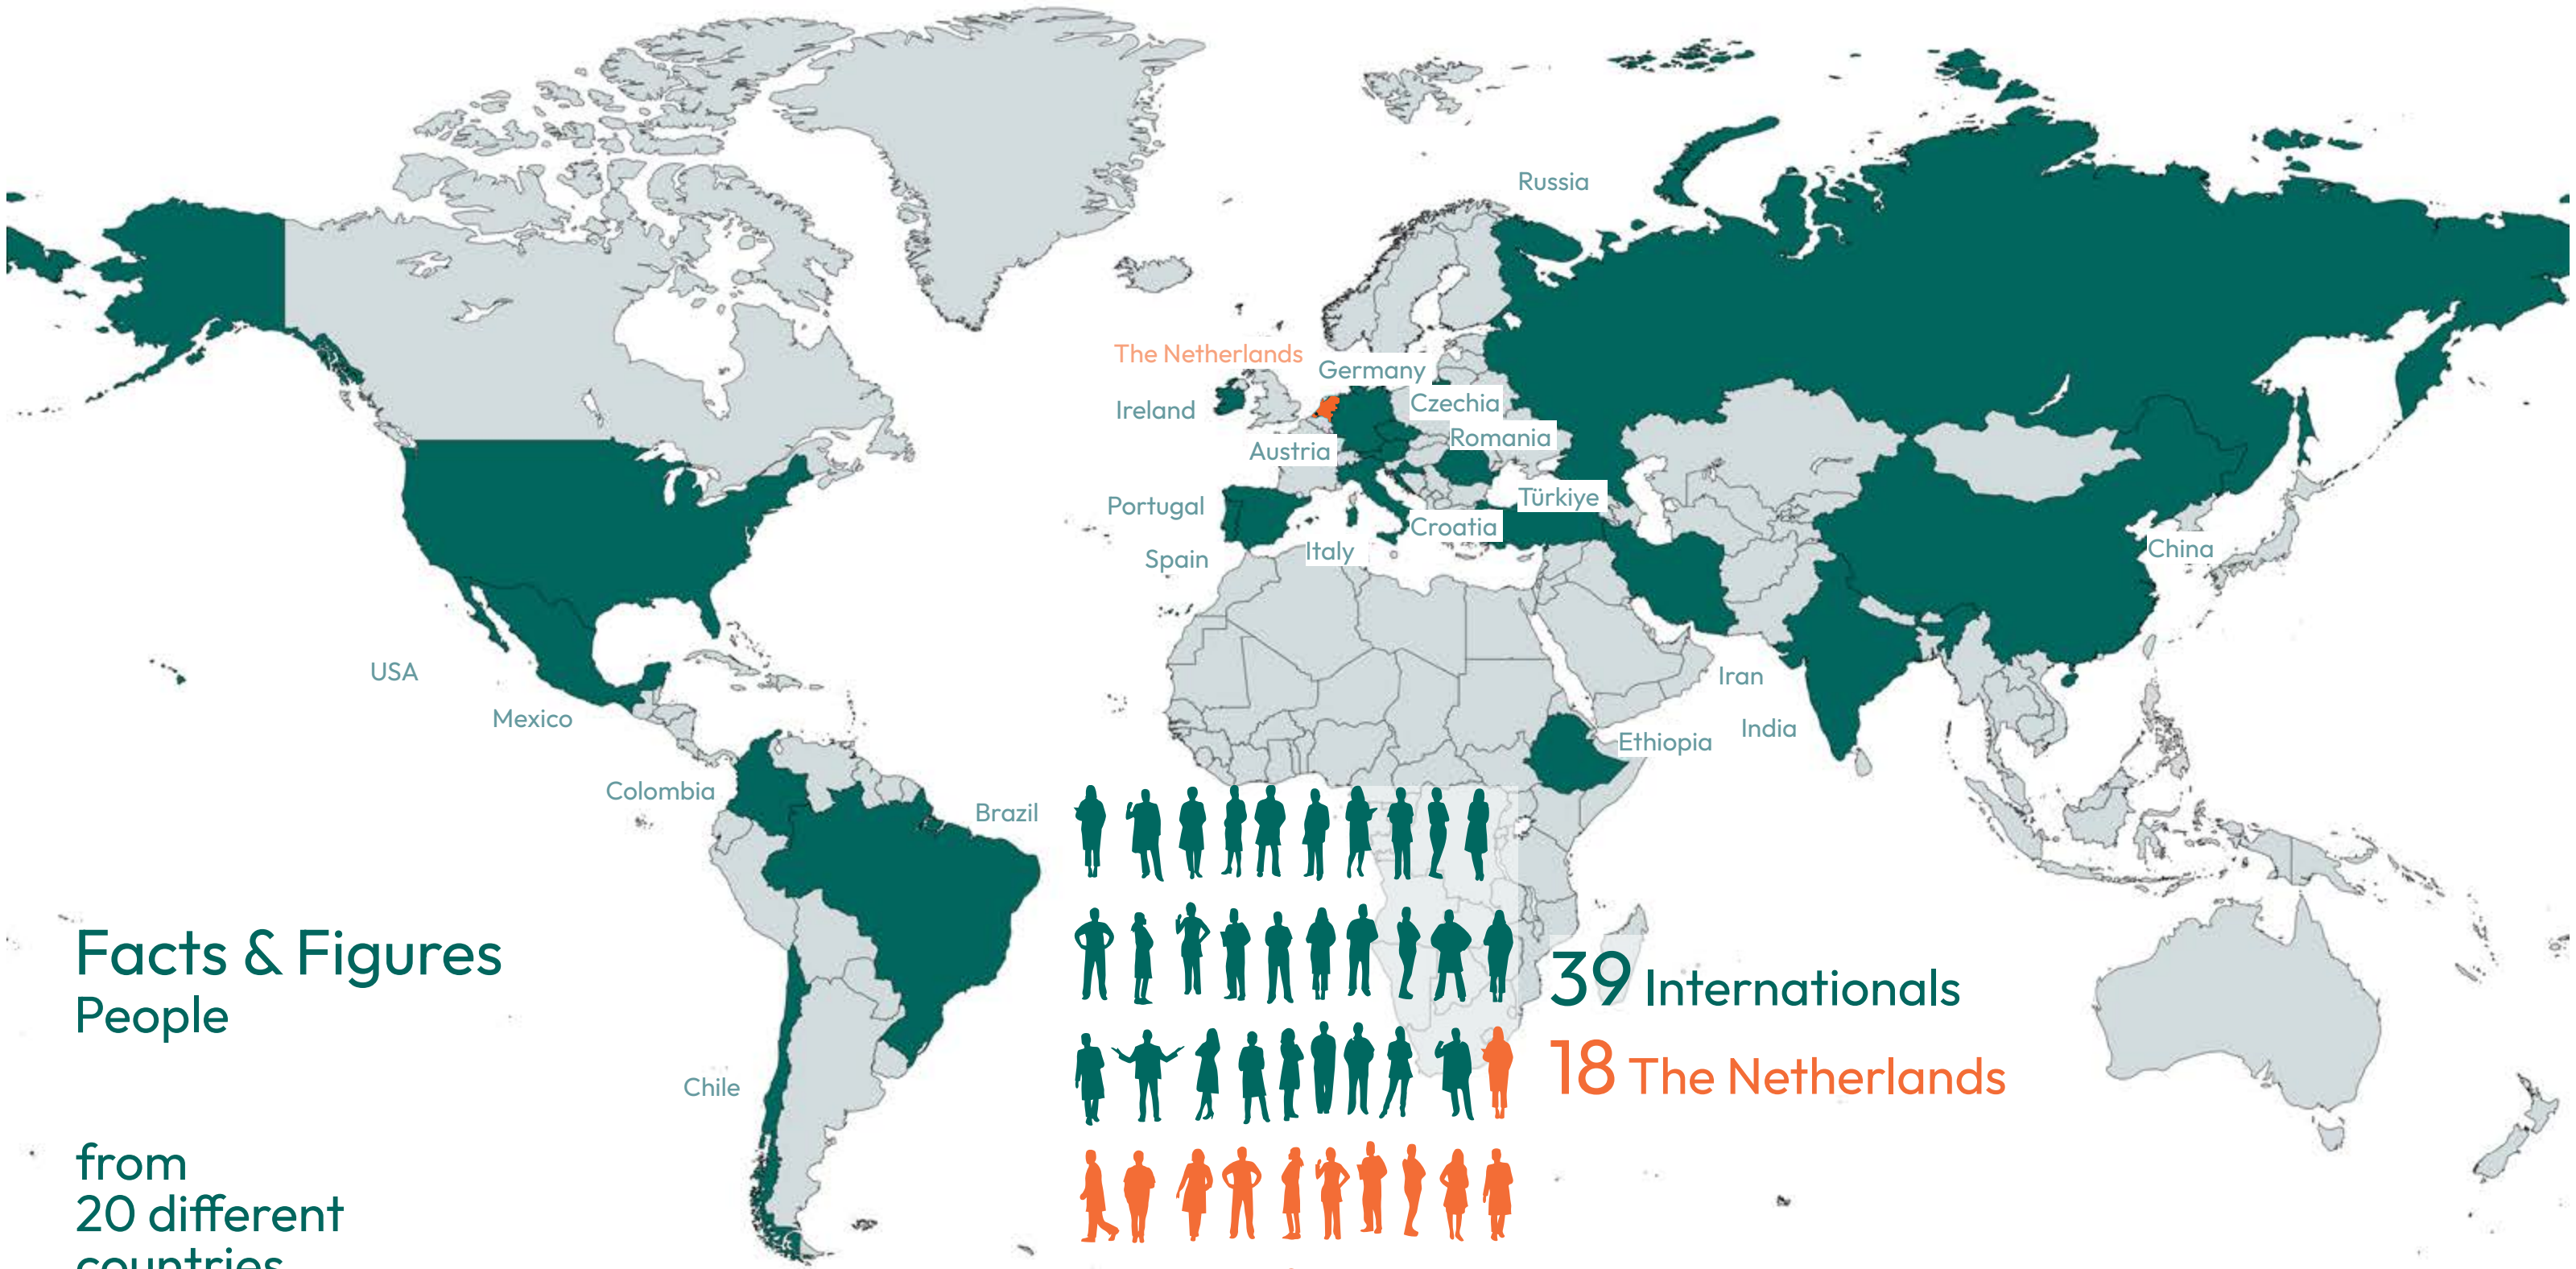 Russia
The Netherlands
Germany
Ireland
Czechia
Romania
Austria
Türkiye
Portugal
Croatia
Italy
Spain
China
USA
Iran
Mexico
India
Ethiopia
Colombia
Brazil
Facts & Figures
People
39 Internationals
18 The Netherlands
Chile
from
20 different
countries